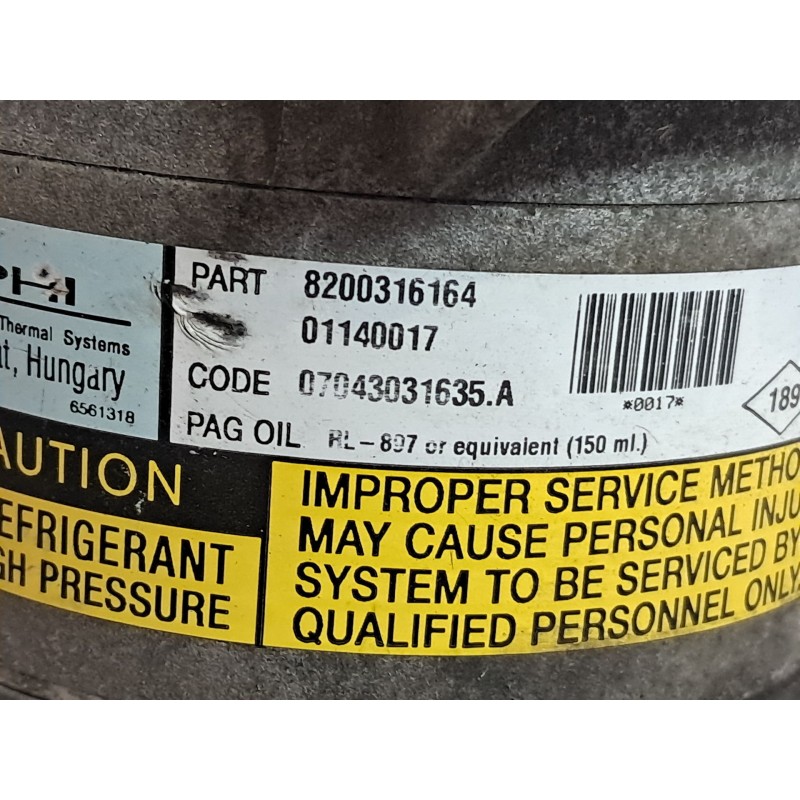 PHI
Thermal Systems
t, Hungary
6561318
PART 8200316164
01140017
CODE 07043031635.A
PAG OIL RL-897 or equivalent (150 ml.)
*0017*
189
AUTION
EFRIGERANT
GH PRESSURE
IMPROPER SERVICE METHO
MAY CAUSE PERSONAL INJU
SYSTEM TO BE SERVICED BY
QUALIFIED PERSONNEL ONLY.